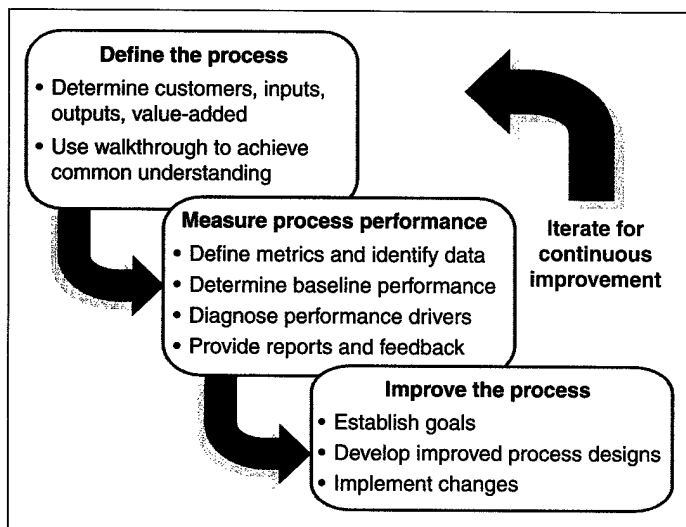 Define the process
• Determine customers, inputs,
outputs, value-added
• Use walkthrough to achieve
common understanding
Measure process performance
• Define metrics and identify data
• Determine baseline performance
• Diagnose performance drivers
• Provide reports and feedback
Improve the process
• Establish goals
• Develop improved process designs
• Implement changes
Iterate for
continuous
improvement